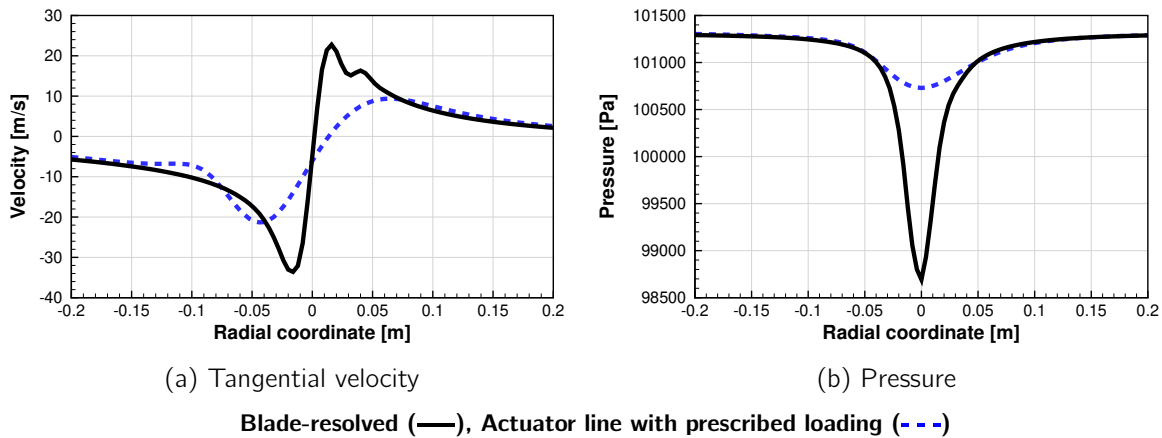 30
20
10
0
-10
-20
-30
-40
Velocity [m/s]
-0.2 -0.15 -0.1 -0.05 0 0.05 0.1 0.15 0.2
Radial coordinate [m]
(a) Tangential velocity
101500
101000
100500
100000
99500
99000
98500
Pressure [Pa]
-0.2 -0.15 -0.1 -0.05 0 0.05 0.1 0.15 0.2
Radial coordinate [m]
(b) Pressure
Blade-resolved (—), Actuator line with prescribed loading (---)